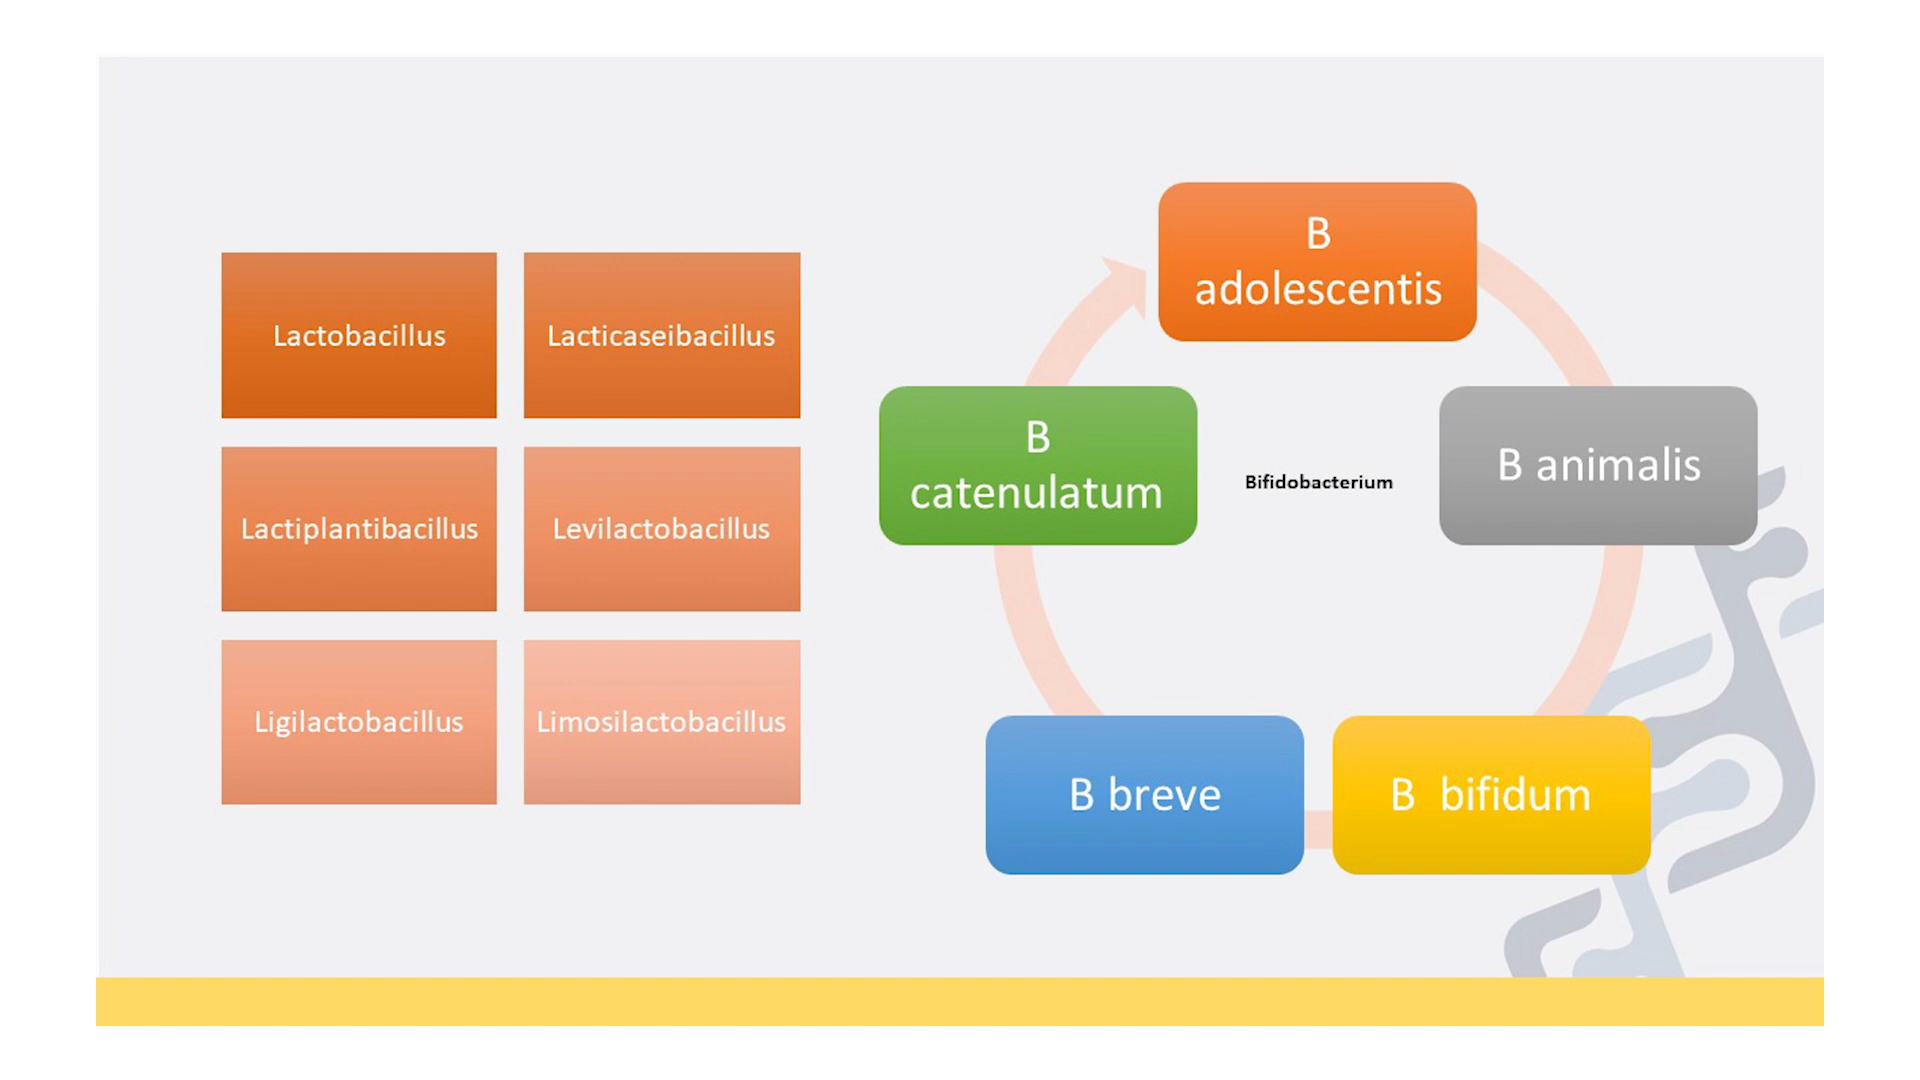 Lactobacillus
Lacticaseibacillus
Lactiplantibacillus
Levilactobacillus
Ligilactobacillus
Limosilactobacillus
B
adolescentis
B animalis
B bifidum
B breve
B
catenulatum
Bifidobacterium